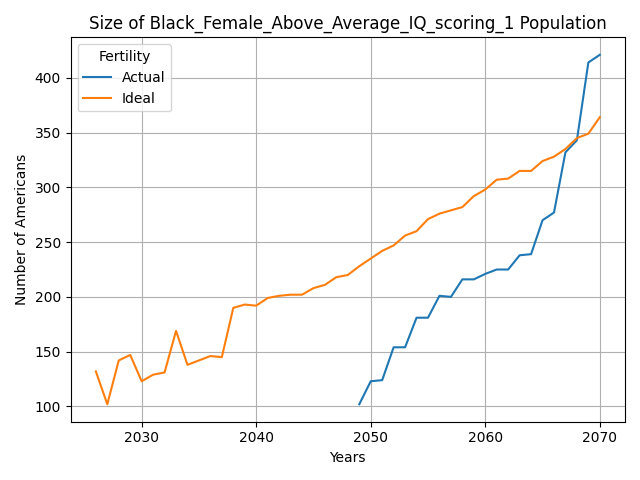 Size of Black_Female_Above_Average_IQ_scoring_1 Population
Fertility
Actual
Ideal
Number of Americans
400
350
300
250
200
150
100
2030 2040 2050 2060 2070
Years